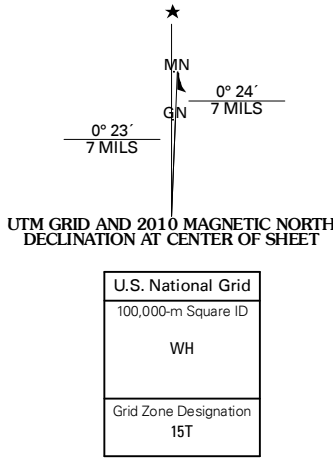 ★
MN
GN
0° 24´
7 MILS
0° 23´
7 MILS
UTM GRID AND 2010 MAGNETIC NORTH
DECLINATION AT CENTER OF SHEET
U.S. National Grid
100,000-m Square ID
WH
Grid Zone Designation
15T